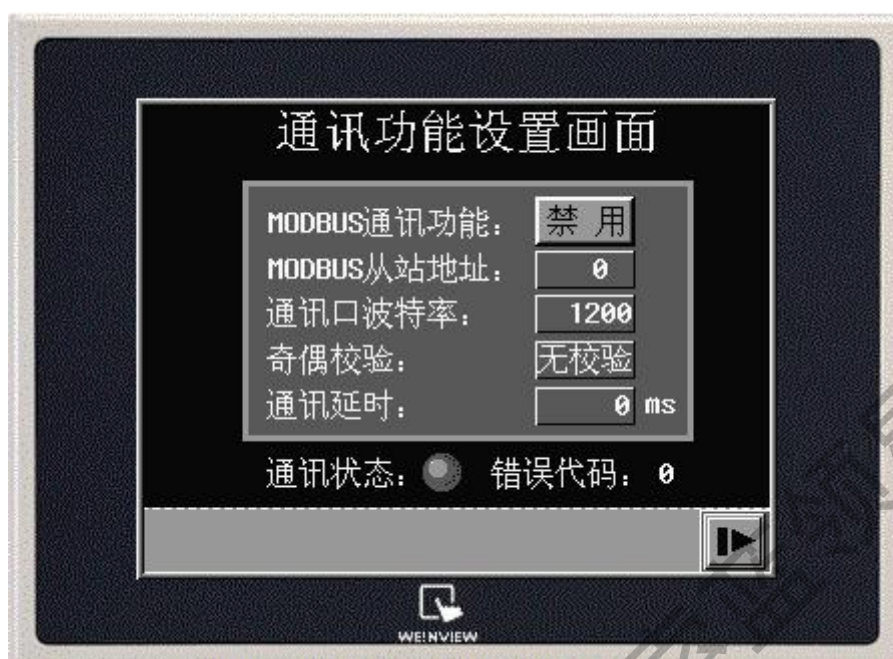 通讯功能设置画面
MODBUS通讯功能： 禁用
MODBUS从站地址： 0
通讯口波特率： 1200
奇偶校验： 无校验
通讯延时： 0 ms
通讯状态： 错误代码： 0
WEINVIEW